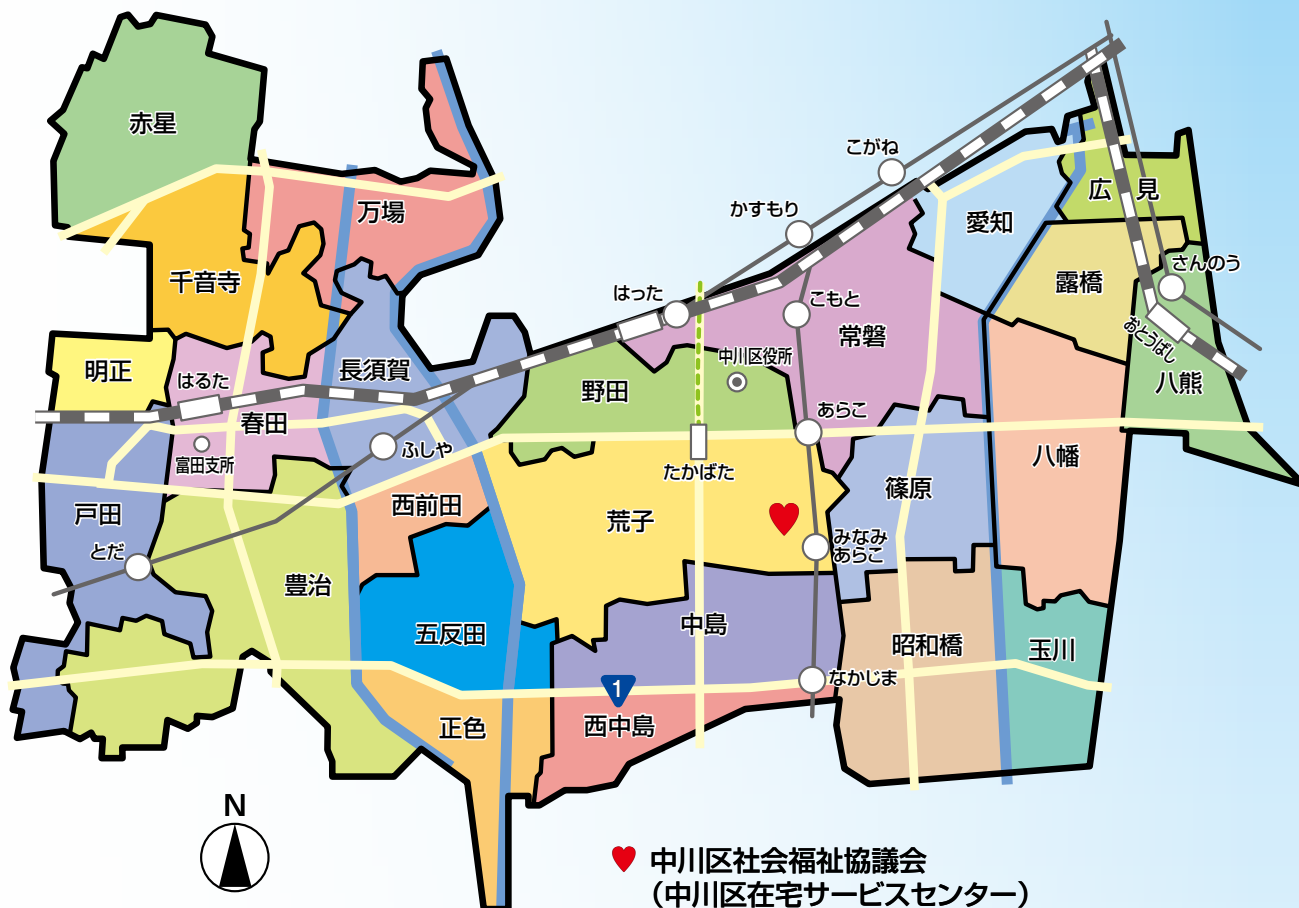 赤星
こがね
万場
かすもり
広見
愛知
千音寺
さんのう
露橋
はった
こもと
おとうばし
常磐
中川区役所
長須賀
明正
はるた
八熊
野田
あらこ
春田
ふしゃ
富田支所
たかばた
八幡
篠原
西前田
戸田
荒子
とだ
みなみ
あらこ
豊治
中島
五反田
昭和橋
玉川
なかじま
1
西中島
正色
N
中川区社会福祉協議会
（中川区在宅サービスセンター）